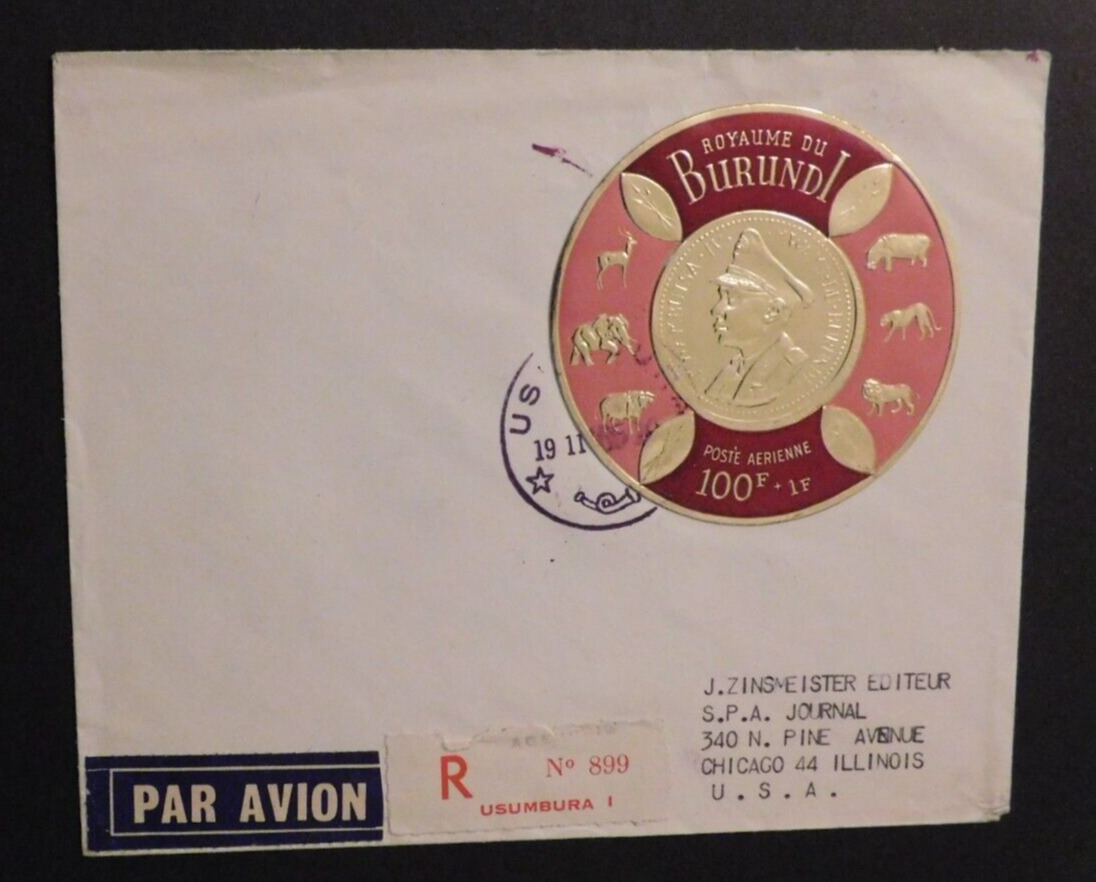 ROYAUME DU
BURUNDI
POSTE AERIENNE
100F + 1F
US
19 11
J.ZINSMEISTER EDITEUR
S.P.A. JOURNAL
340 N. PINE AVENUE
CHICAGO 44 ILLINOIS
U.S.A.
R Nº 899
USUMBURA I
PAR AVION